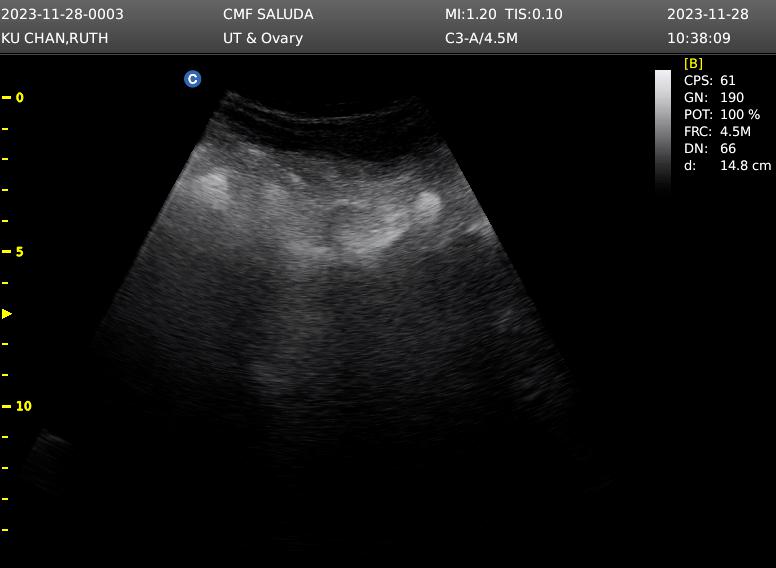 2023-11-28-0003 CMF SALUDA MI:1.20 TIS:0.10 2023-11-28
KU CHAN,RUTH UT & Ovary C3-A/4.5M 10:38:09
C
[B]
CPS: 61
GN: 190
POT: 100 %
FRC: 4.5M
DN: 66
d: 14.8 cm
0
5
10